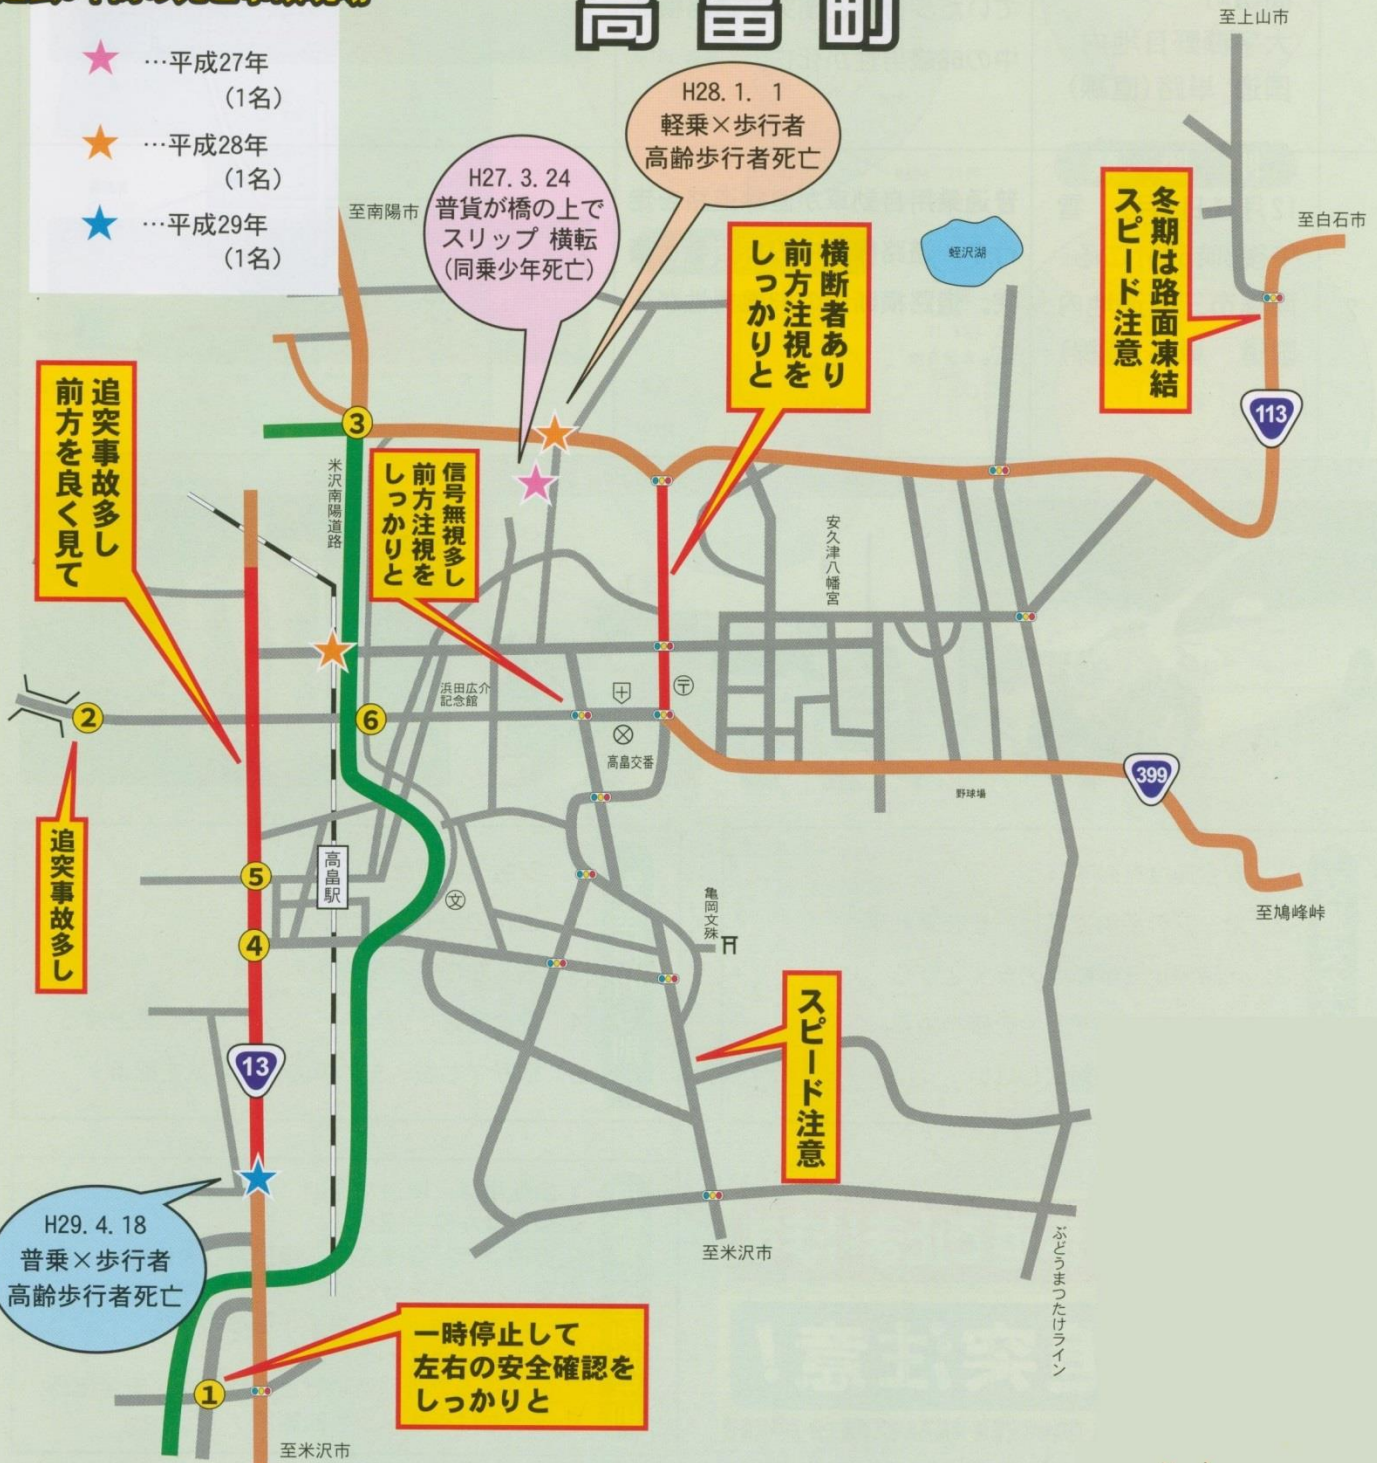 高畠町
…平成27年
(1名)
…平成28年
(1名)
…平成29年
(1名)
H28. 1. 1
軽乗×歩行者
高齢歩行者死亡
H27. 3. 24
普貨が橋の上で
スリップ 横転
(同乗少年死亡)
至上山市
至白石市
至南陽市
蛭沢湖
冬期は路面凍結
スピード注意
横断者あり
前方注視を
しっかりと
113
追突事故多し
前方を良く見て
3
米沢南陽道路
信号無視多し
前方注視を
しっかりと
安久津八幡宮
浜田広介
記念館
〒
2
6
高畠交番
399
野球場
追突事故多し
5
高畠駅
文
4
亀岡文殊
至鳩峰峠
スピード注意
13
H29. 4. 18
普乗×歩行者
高齢歩行者死亡
至米沢市
ぶどうまつたけライン
一時停止して
左右の安全確認を
しっかりと
1
至米沢市